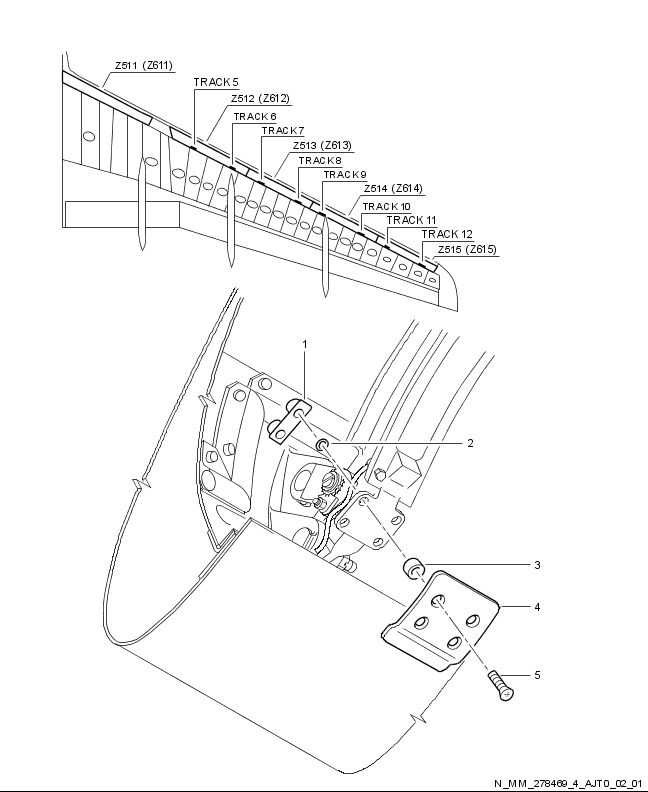 Z511 (Z611)
TRACK 5
Z512 (Z612)
TRACK 6
TRACK 7
Z513 (Z613)
TRACK 8
TRACK 9
Z514 (Z614)
TRACK 10
TRACK 11
TRACK 12
Z515 (Z615)
1
2
3
4
5
N_MM_278469_4_AJT0_02_01